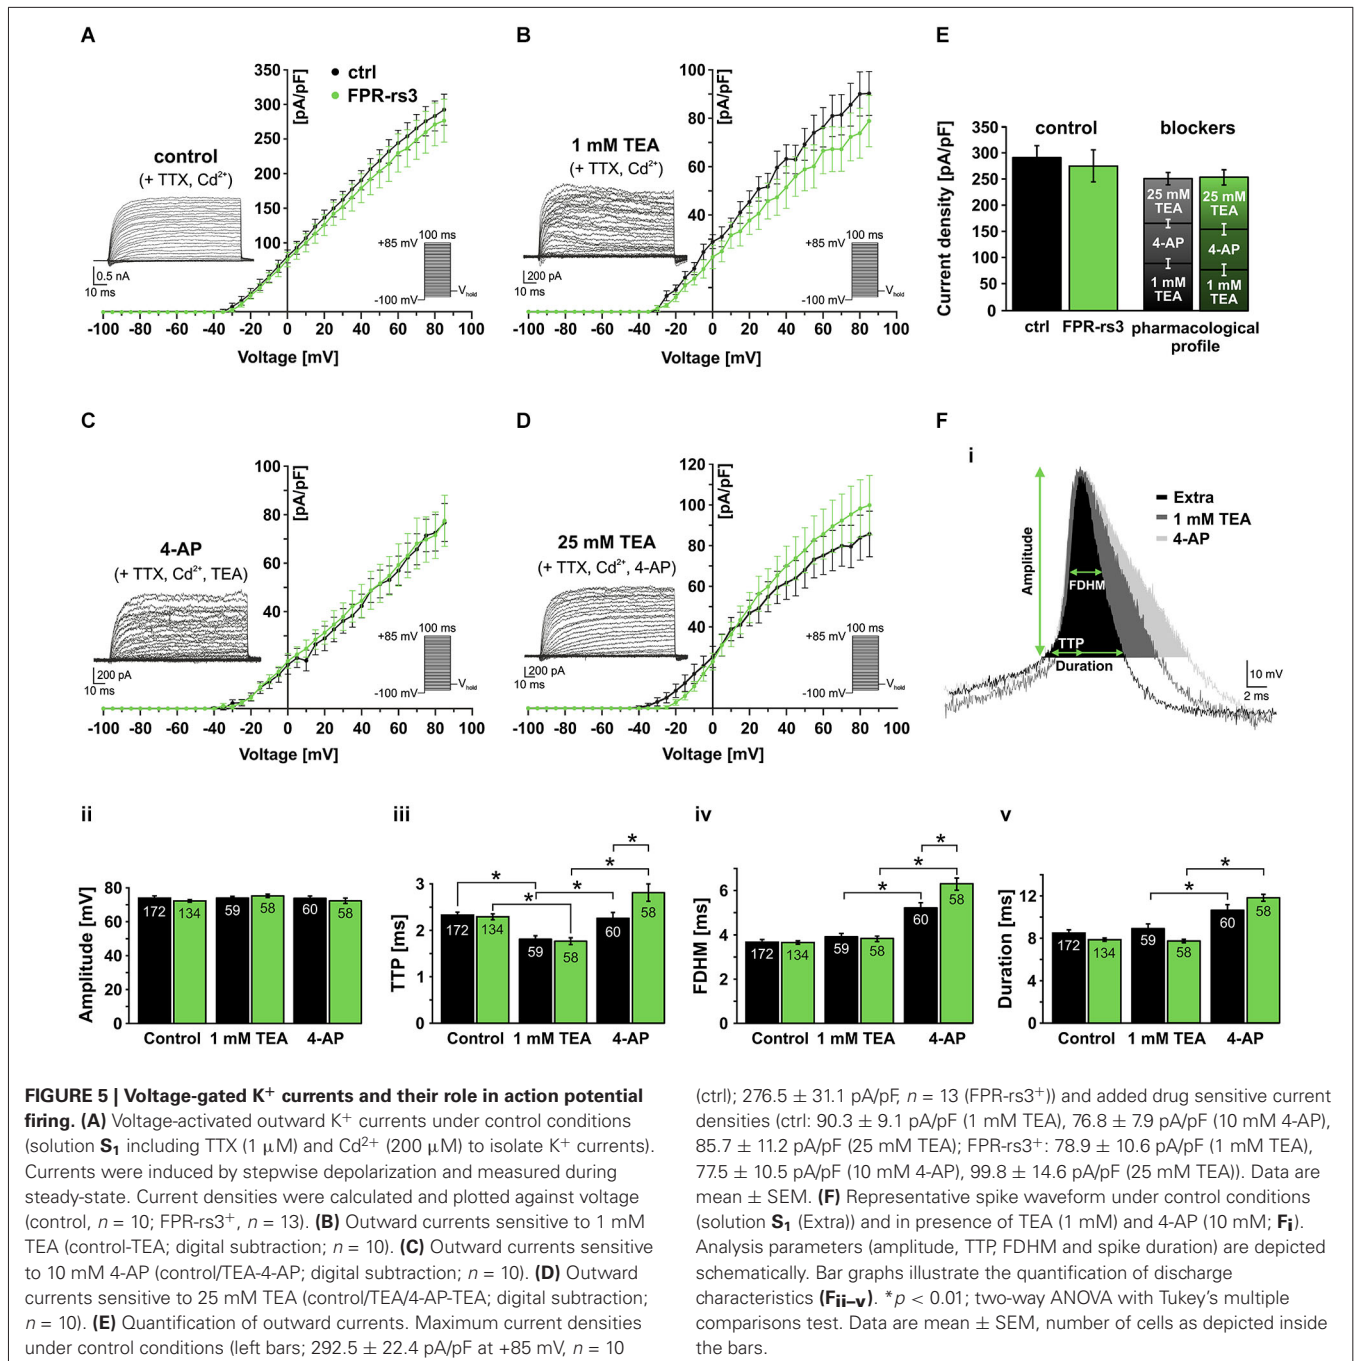 A
350
300
250
200
150
100
50
0
[pA/pF]
ctrl
FPR-rs3
control
(+ TTX, Cd²⁺)
0.5 nA
10 ms
100 ms
+85 mV
-100 mV
Vhold
-100 -80 -60 -40 -20 0 20 40 60 80 100
Voltage [mV]
B
100
80
60
40
20
[pA/pF]
1 mM TEA
(+ TTX, Cd²⁺)
200 pA
10 ms
100 ms
+85 mV
-100 mV
Vhold
-100 -80 -60 -40 -20 0 20 40 60 80 100
Voltage [mV]
E
Current density [pA/pF]
350
300
250
200
150
100
50
0
control
blockers
25 mM TEA
4-AP
1 mM TEA
25 mM TEA
4-AP
1 mM TEA
ctrl FPR-rs3 pharmacological
profile
C
100
80
60
40
20
[pA/pF]
4-AP
(+ TTX, Cd²⁺, TEA)
200 pA
10 ms
100 ms
+85 mV
-100 mV
Vhold
-100 -80 -60 -40 -20 0 20 40 60 80 100
Voltage [mV]
D
120
100
80
60
40
20
[pA/pF]
25 mM TEA
(+ TTX, Cd²⁺, 4-AP)
200 pA
10 ms
100 ms
+85 mV
-100 mV
Vhold
-100 -80 -60 -40 -20 0 20 40 60 80 100
Voltage [mV]
F
i
Extra
1 mM TEA
4-AP
Amplitude
FDHM
TTP
Duration
10 mV
2 ms
ii
Amplitude [mV]
80
60
40
20
0
172 134 59 58 60 58
Control 1 mM TEA 4-AP
iii
TTP [ms]
3
2
1
0
172 134 59 58 60 58
* * * * *
Control 1 mM TEA 4-AP
iv
FDHM [ms]
6
4
2
0
172 134 59 58 60 58
* * *
Control 1 mM TEA 4-AP
v
Duration [ms]
12
9
6
3
0
172 134 59 58 60 58
* *
Control 1 mM TEA 4-AP
FIGURE 5 | Voltage-gated K⁺ currents and their role in action potential
firing. (A) Voltage-activated outward K⁺ currents under control conditions
(solution S₁ including TTX (1 μM) and Cd²⁺ (200 μM) to isolate K⁺ currents).
Currents were induced by stepwise depolarization and measured during
steady-state. Current densities were calculated and plotted against voltage
(control, n = 10; FPR-rs3⁺, n = 13). (B) Outward currents sensitive to 1 mM
TEA (control-TEA; digital subtraction; n = 10). (C) Outward currents sensitive
to 10 mM 4-AP (control/TEA-4-AP; digital subtraction; n = 10). (D) Outward
currents sensitive to 25 mM TEA (control/TEA/4-AP-TEA; digital subtraction;
n = 10). (E) Quantification of outward currents. Maximum current densities
under control conditions (left bars; 292.5 ± 22.4 pA/pF at +85 mV, n = 10
(ctrl); 276.5 ± 31.1 pA/pF, n = 13 (FPR-rs3⁺)) and added drug sensitive current
densities (ctrl: 90.3 ± 9.1 pA/pF (1 mM TEA), 76.8 ± 7.9 pA/pF (10 mM 4-AP),
85.7 ± 11.2 pA/pF (25 mM TEA); FPR-rs3⁺: 78.9 ± 10.6 pA/pF (1 mM TEA),
77.5 ± 10.5 pA/pF (10 mM 4-AP), 99.8 ± 14.6 pA/pF (25 mM TEA)). Data are
mean ± SEM. (F) Representative spike waveform under control conditions
(solution S₁ (Extra)) and in presence of TEA (1 mM) and 4-AP (10 mM; Fi).
Analysis parameters (amplitude, TTP, FDHM and spike duration) are depicted
schematically. Bar graphs illustrate the quantification of discharge
characteristics (Fii–v). *p < 0.01; two-way ANOVA with Tukey's multiple
comparisons test. Data are mean ± SEM, number of cells as depicted inside
the bars.